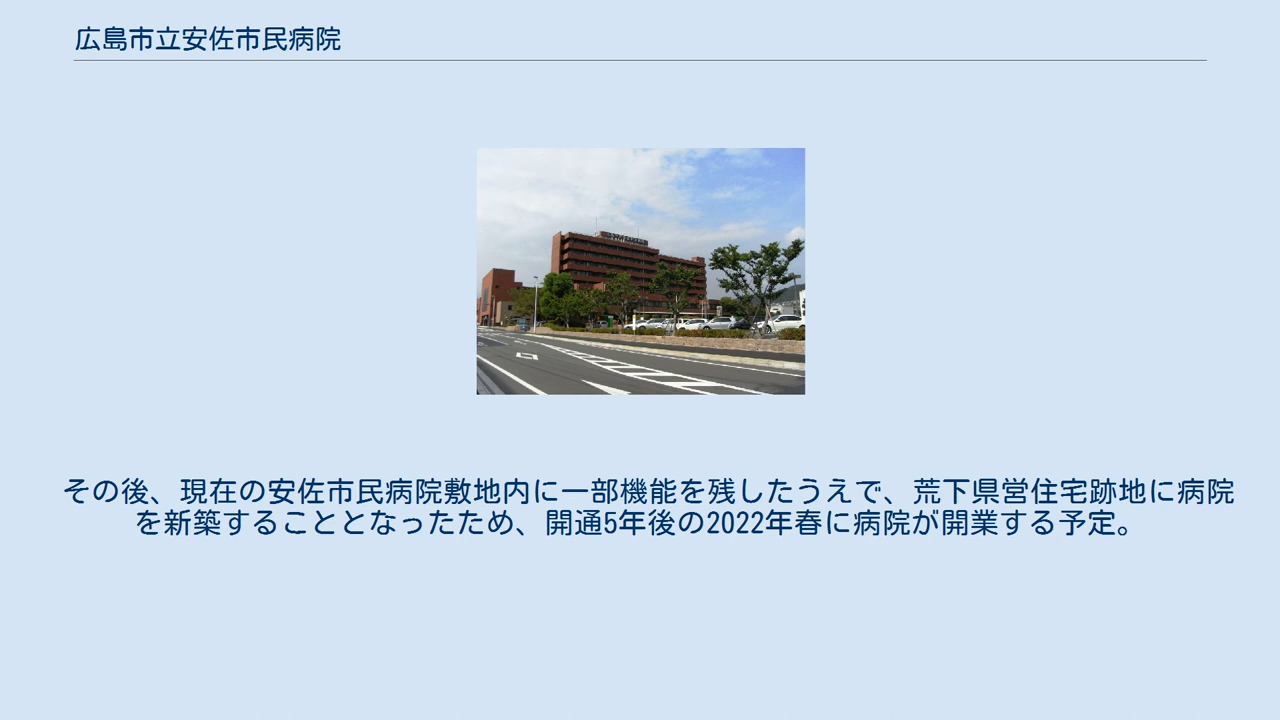 広島市立安佐市民病院
その後、現在の安佐市民病院敷地内に一部機能を残したうえで、荒下県営住宅跡地に病院
を新築することとなったため、開通5年後の2022年春に病院が開業する予定。